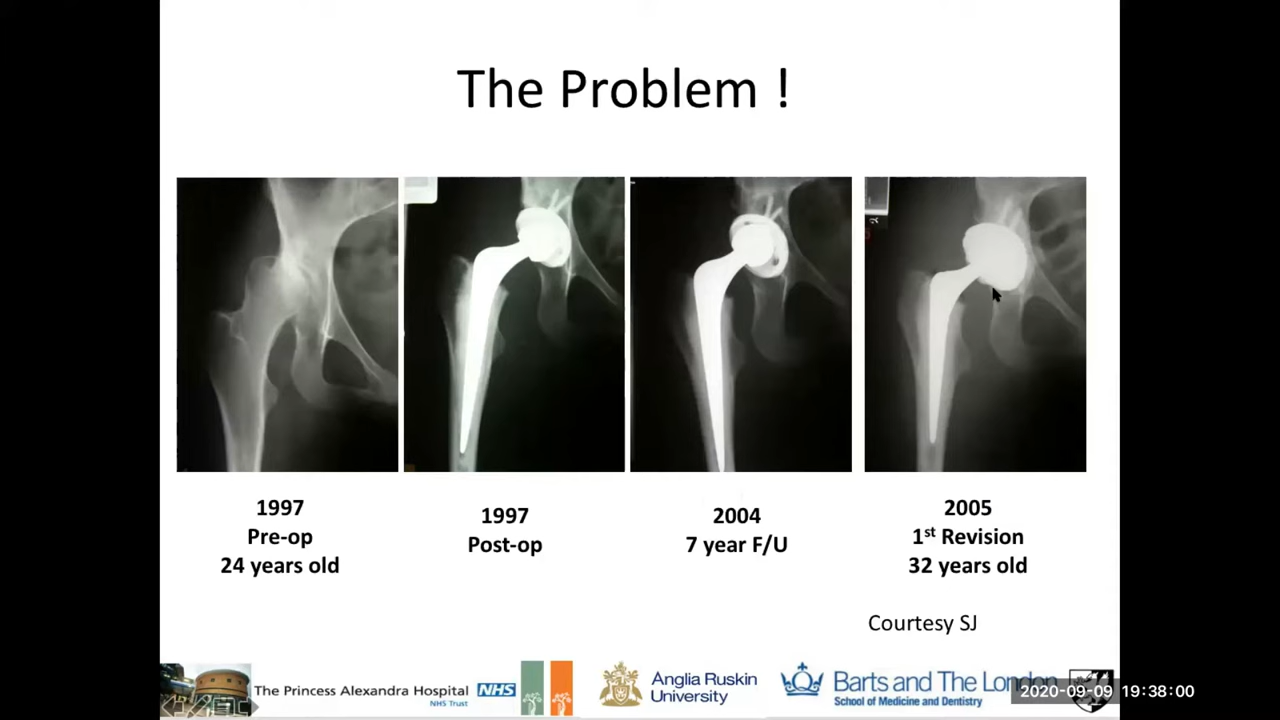 The Problem !
1997
Pre-op
24 years old
1997
Post-op
2004
7 year F/U
2005
1st Revision
32 years old
Courtesy SJ
The Princess Alexandra Hospital NHS
NHS Trust
Anglia Ruskin
University
Barts and The London
School of Medicine and Dentistry
2020-09-09 19:38:00